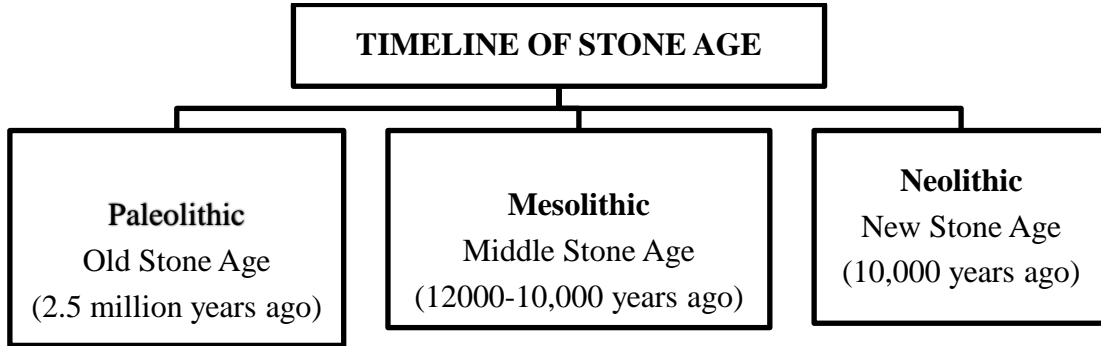 TIMELINE OF STONE AGE
Paleolithic
Old Stone Age
(2.5 million years ago)
Mesolithic
Middle Stone Age
(12000-10,000 years ago)
Neolithic
New Stone Age
(10,000 years ago)